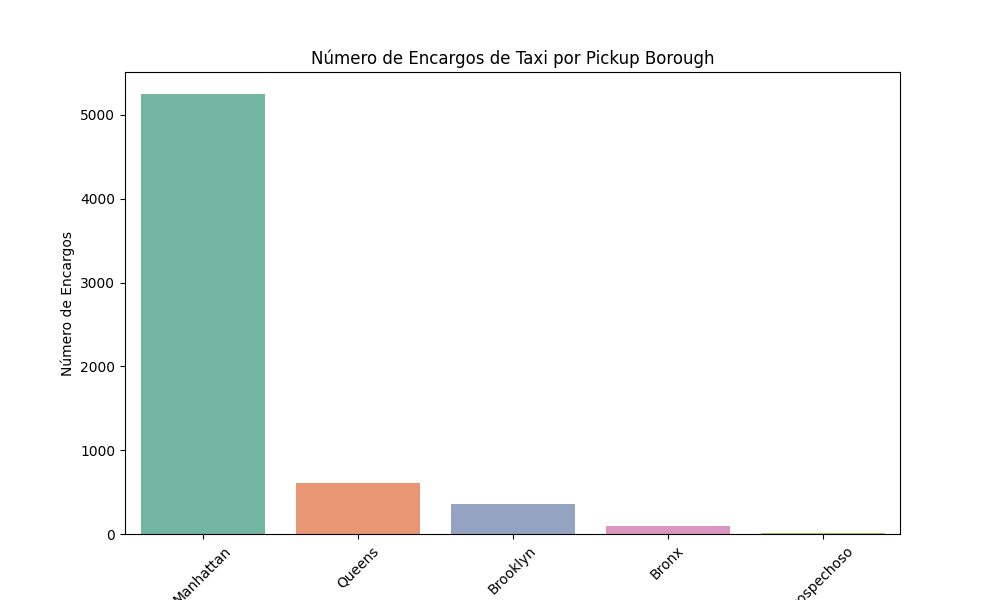 Número de Encargos de Taxi por Pickup Borough
Número de Encargos
5000
4000
3000
2000
1000
0
Manhattan
Queens
Brooklyn
Bronx
ospechoso